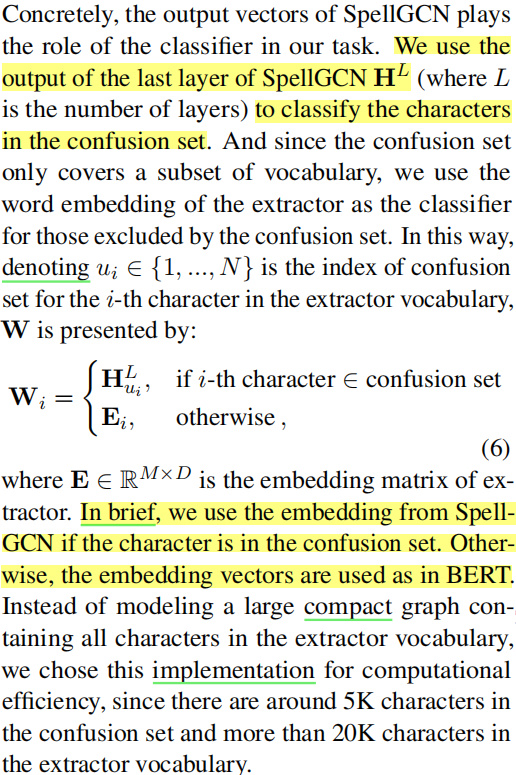 Concretely, the output vectors of SpellGCN plays
the role of the classifier in our task. We use the
output of the last layer of SpellGCN H^L (where L
is the number of layers) to classify the characters
in the confusion set. And since the confusion set
only covers a subset of vocabulary, we use the
word embedding of the extractor as the classifier
for those excluded by the confusion set. In this way,
denoting u_i ∈ {1, ..., N} is the index of confusion
set for the i-th character in the extractor vocabulary,
W is presented by:
W_i = { H^L_{u_i}, if i-th character ∈ confusion set
E_i, otherwise ,
(6)
where E ∈ ℝ^{M×D} is the embedding matrix of ex-
tractor. In brief, we use the embedding from Spell-
GCN if the character is in the confusion set. Other-
wise, the embedding vectors are used as in BERT.
Instead of modeling a large compact graph con-
taining all characters in the extractor vocabulary,
we chose this implementation for computational
efficiency, since there are around 5K characters in
the confusion set and more than 20K characters in
the extractor vocabulary.